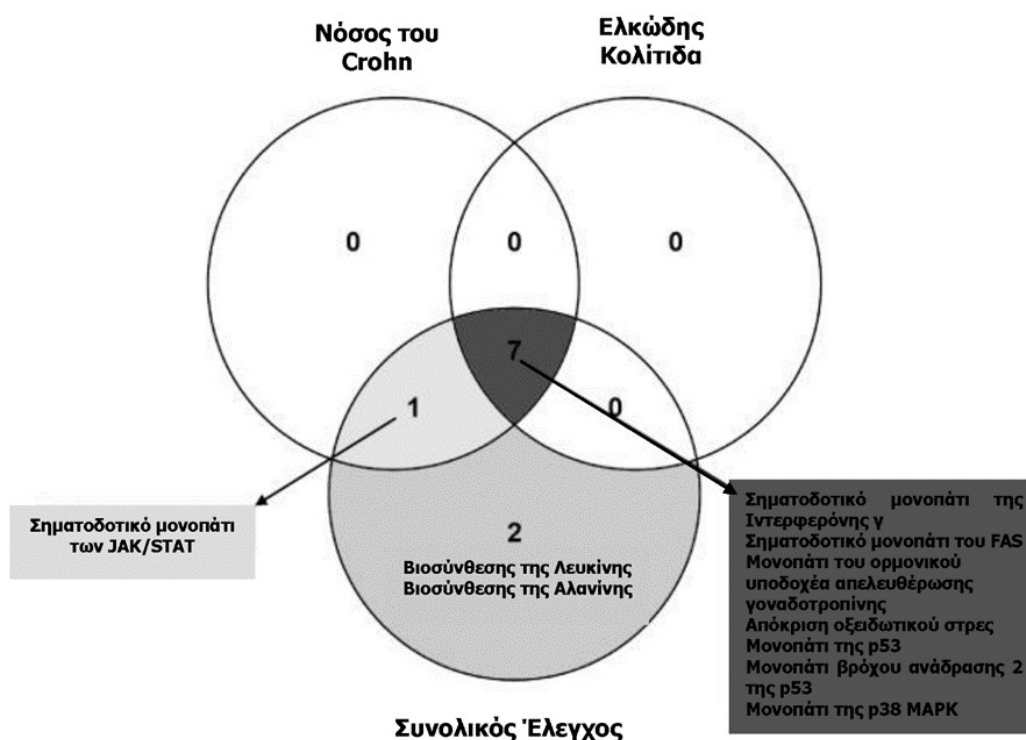 Νόσος του
Crohn
Ελκώδης
Κολίτιδα
0
0
0
7
1
0
Σηματοδοτικό μονοπάτι
των JAK/STAT
2
Βιοσύνθεσης της Λευκίνης
Βιοσύνθεσης της Αλανίνης
Σηματοδοτικό μονοπάτι της
Ιντερφερόνης γ
Σηματοδοτικό μονοπάτι του FAS
Μονοπάτι του ορμονικού
υποδοχέα απελευθέρωσης
γοναδοτροπίνης
Απόκριση οξειδωτικού στρες
Μονοπάτι της p53
Μονοπάτι βρόχου ανάδρασης 2
της p53
Μονοπάτι της p38 MAPK
Συνολικός Έλεγχος